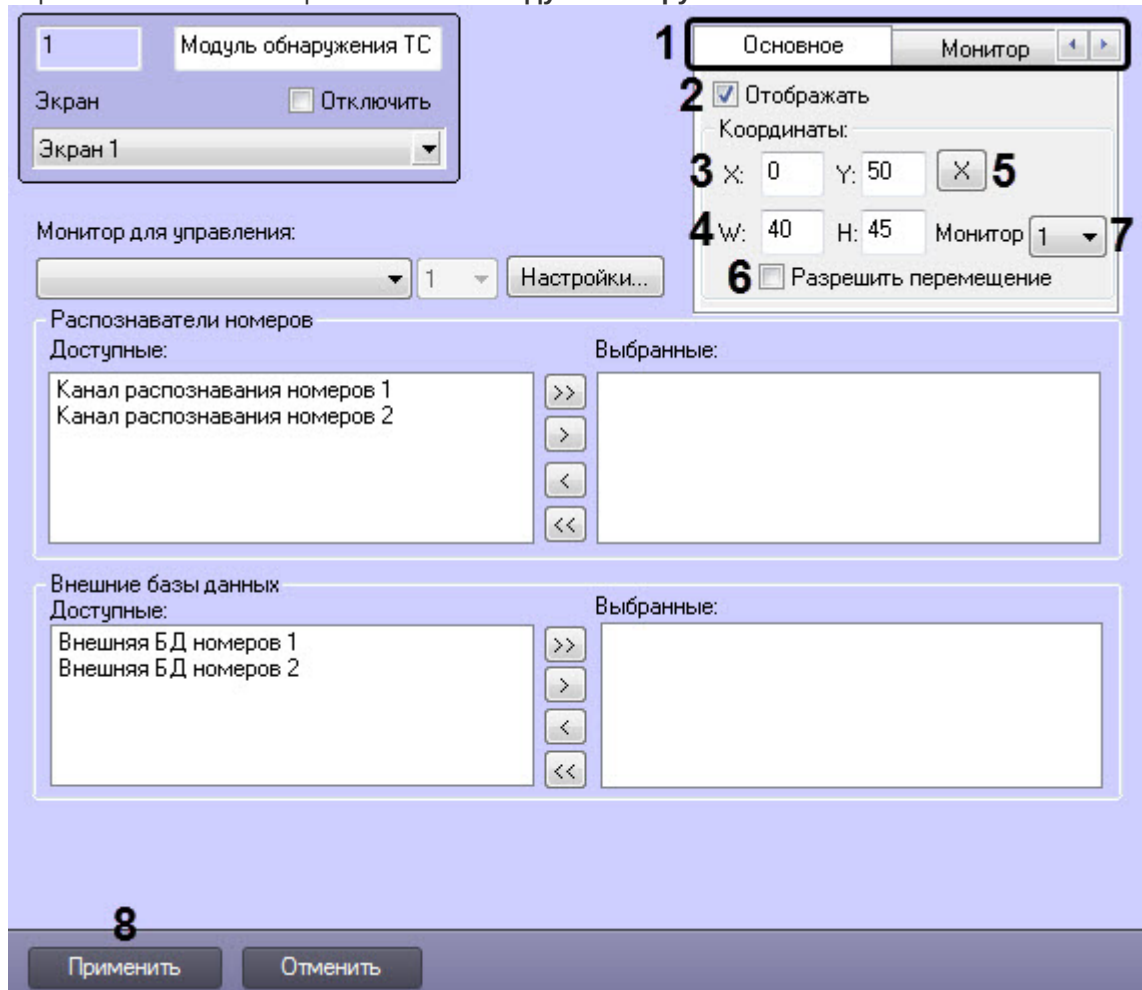 1 Модуль обнаружения ТС
Экран Отключить
Экран 1
1 Основное Монитор
2 Отображать
Координаты:
3 X: 0 Y: 50 X 5
4 W: 40 H: 45 Монитор 1 7
6 Разрешить перемещение
Монитор для управления:
1 Настройки...
Распознаватели номеров
Доступные: Выбранные:
Канал распознавания номеров 1
Канал распознавания номеров 2
>>
>
<
<<
Внешние базы данных
Доступные: Выбранные:
Внешняя БД номеров 1
Внешняя БД номеров 2
>>
>
<
<<
8
Применить Отменить